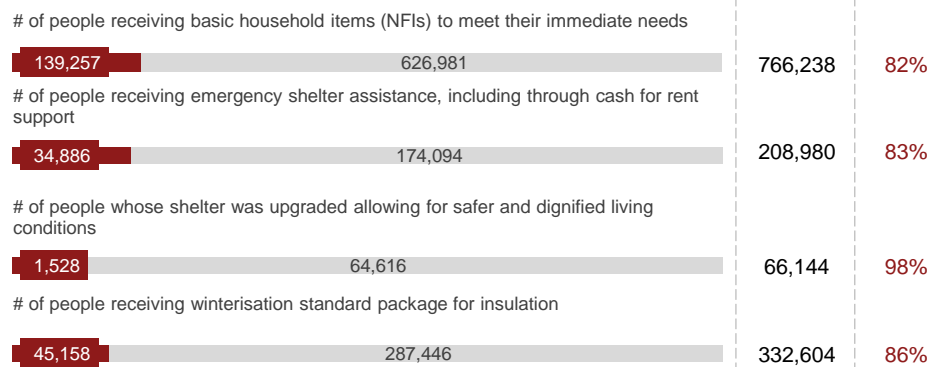 # of people receiving basic household items (NFIs) to meet their immediate needs
139,257 626,981 766,238 82%
# of people receiving emergency shelter assistance, including through cash for rent
support
34,886 174,094 208,980 83%
# of people whose shelter was upgraded allowing for safer and dignified living
conditions
1,528 64,616 66,144 98%
# of people receiving winterisation standard package for insulation
45,158 287,446 332,604 86%